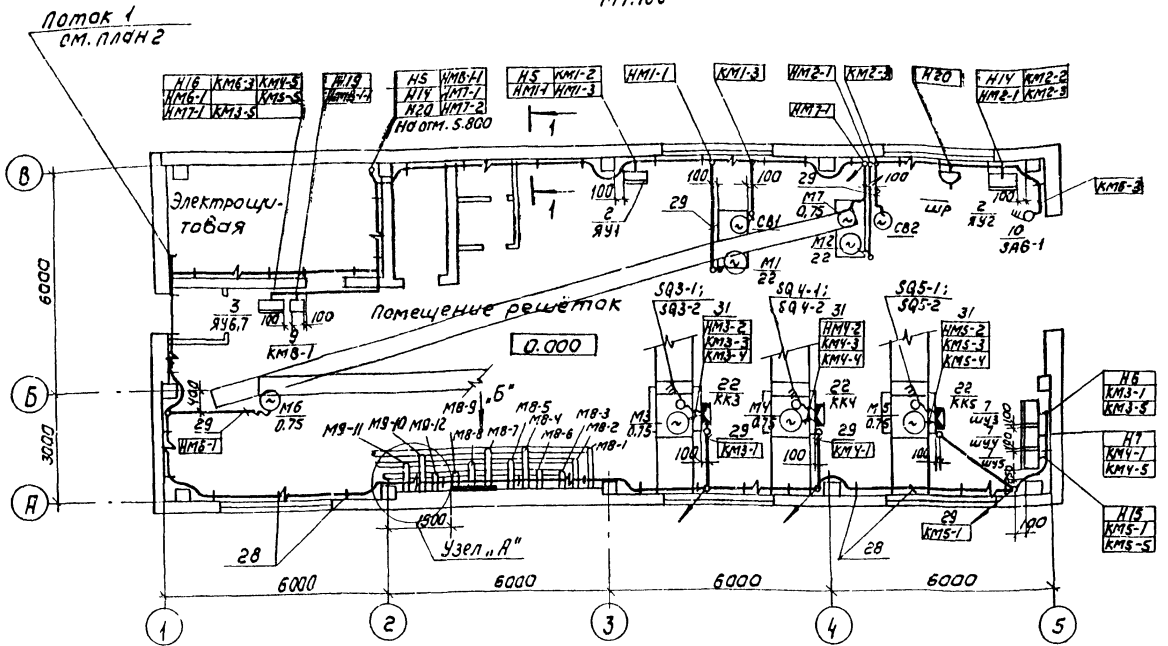 М1:100
Поток 1
см. план 2
Н16 КМ6-3 КМ4-5
НМ6-1 КМ5-5
НМ7-1 КМ3-5
Н19
Н5 НМ8-1
Н14 НМ7-1
Н20 НМ7-2
На отм. 5.800
Н5 КМ1-2
НМ1-1 НМ1-3
НМ1-1
КМ1-3
НМ2-1
КМ2-3
Н20
Н14 КМ2-2
НМ2-1 КМ2-3
НМ7-1
1
1
В
Электрощи-
товая
100
2
ЯУ1
29
100
100
СВ1
М1
22
29
М7
0,75
М2
22
100
СВ2
ШР
2
ЯУ2
100
10
ЯАБ-1
КМ6-3
6000
3
ЯУ6,7
100
9
КМ8-1
100
Помещение решёток
0.000
SQ3-1;
SQ3-2
31
НМ3-2
КМ3-3
КМ3-4
SQ4-1;
SQ4-2
31
НМ4-2
КМ4-3
КМ4-4
SQ5-1;
SQ5-2
31
НМ5-2
КМ5-3
КМ5-4
Б
400
29
НМ6-1
М6
0.75
"Б"
М9-11
М9-10
М9-12
М8-9
М8-8
М8-7
М8-5
М8-4
М8-6
М8-3
М8-2
М8-1
М3
0.75
22
КК3
М4
0.75
22
КК4
М5
0.75
22
КК5
7
ШУ3
ШУ4
7
ШУ5
100
29
КМ3-1
100
29
КМ4-1
100
29
КМ5-1
100
Н6
КМ3-1
КМ3-5
Н7
КМ4-1
КМ4-5
Н15
КМ5-1
КМ5-5
3000
А
28
1500
Узел "А"
28
6000
6000
6000
6000
1
2
3
4
5